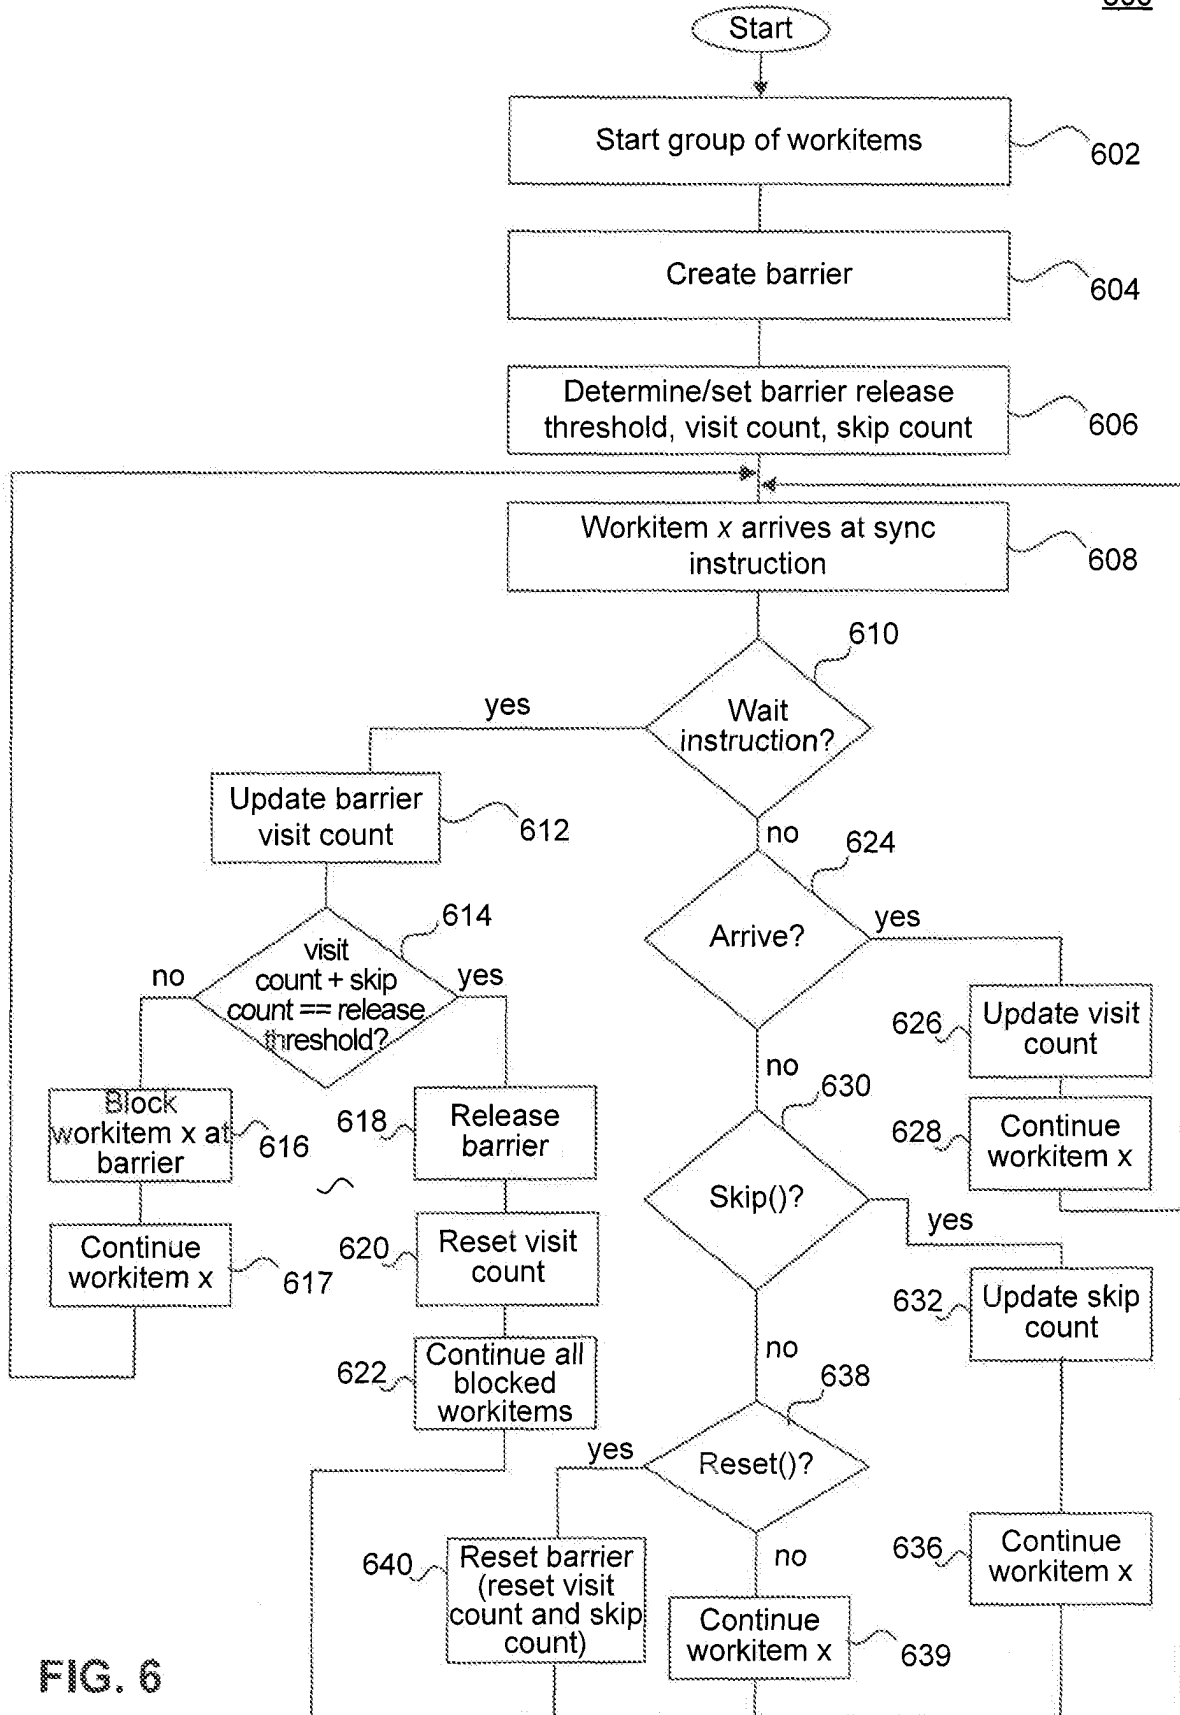 Start
Start group of workitems
602
Create barrier
604
Determine/set barrier release
threshold, visit count, skip count
606
Workitem x arrives at sync
instruction
608
610
Wait
instruction?
yes
no
Update barrier
visit count
612
624
Arrive?
yes
no
614
visit
count + skip
count == release
threshold?
no
yes
626
Update visit
count
628
Continue
workitem x
Block
workitem x at
barrier
616
618
Release
barrier
630
Skip()?
yes
no
Continue
workitem x
617
620
Reset visit
count
632
Update skip
count
622
Continue all
blocked
workitems
638
Reset()?
yes
no
640
Reset barrier
(reset visit
count and skip
count)
Continue
workitem x
639
636
Continue
workitem x
FIG. 6